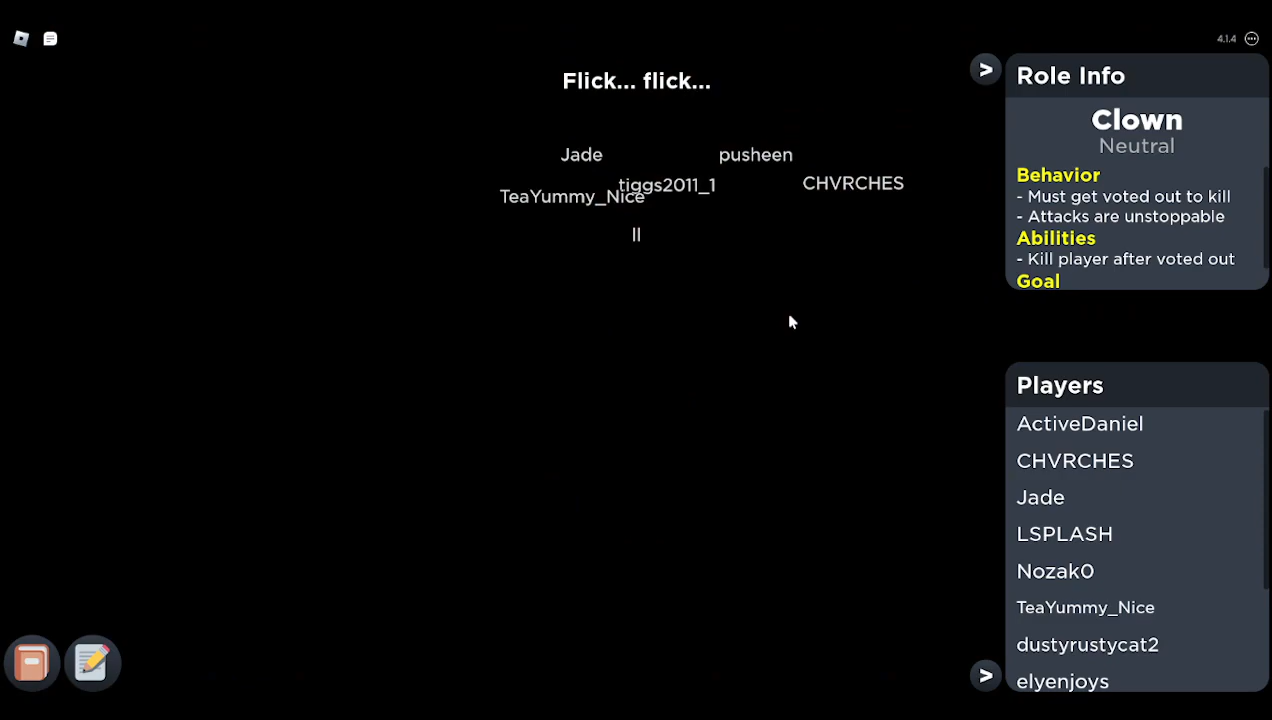 4.1.4
Flick... flick...
Jade
pusheen
tiggs2011_1
CHVRCHES
TeaYummy_Nice
ll
>
Role Info
Clown
Neutral
Behavior
- Must get voted out to kill
- Attacks are unstoppable
Abilities
- Kill player after voted out
Goal
Players
ActiveDaniel
CHVRCHES
Jade
LSPLASH
Nozak0
TeaYummy_Nice
dustyrustycat2
elyenjoys
>